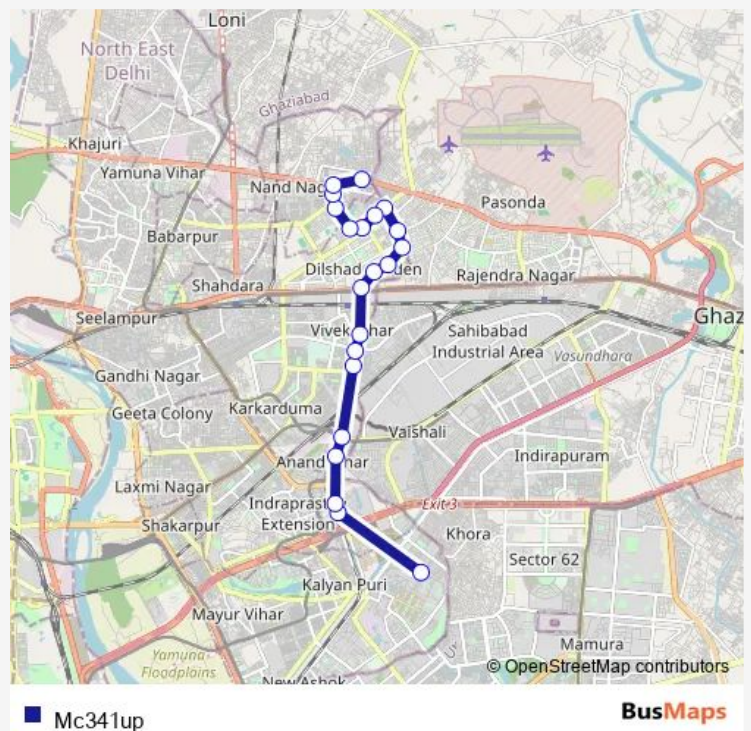 Loni
North East
Delhi
Ghaziabad
Khajuri
Yamuna Vihar
Nand Nag
Pasonda
Babarpur
Dilshad
den
Rajendra Nagar
Shahdara
Seelampur
Vivek
har
Sahibabad
Industrial Area
Ghaz
Vasundhara
Gandhi Nagar
Geeta Colony
Karkarduma
Vaishali
Anand
har
Indirapuram
Laxmi Nagar
Indraprast
Extension
Exit 3
Shakarpur
Khora
Sector 62
Kalyan Puri
Mayur Vihar
Mamura
Yamuna
Floodplains
New Ashok
© OpenStreetMap contributors
Mc341up
BusMaps